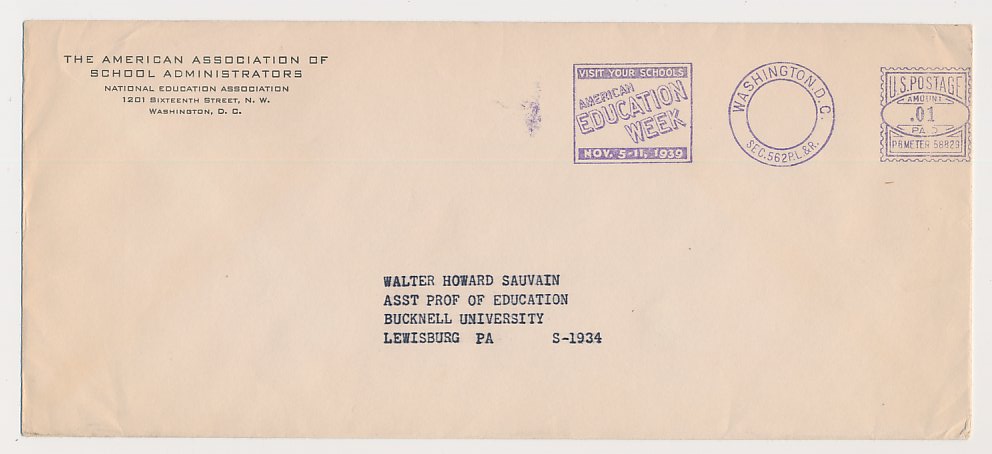 THE AMERICAN ASSOCIATION OF
SCHOOL ADMINISTRATORS
NATIONAL EDUCATION ASSOCIATION
1201 SIXTEENTH STREET, N. W.
WASHINGTON, D. C.
VISIT YOUR SCHOOLS
AMERICAN
EDUCATION
WEEK
NOV. 5-11, 1939
WASHINGTON, D.C.
SEC. 562 P.L.&R.
U.S. POSTAGE
AMOUNT
.01
PB METER 58829
WALTER HOWARD SAUVAIN
ASST PROF OF EDUCATION
BUCKNELL UNIVERSITY
LEWISBURG PA S-1934